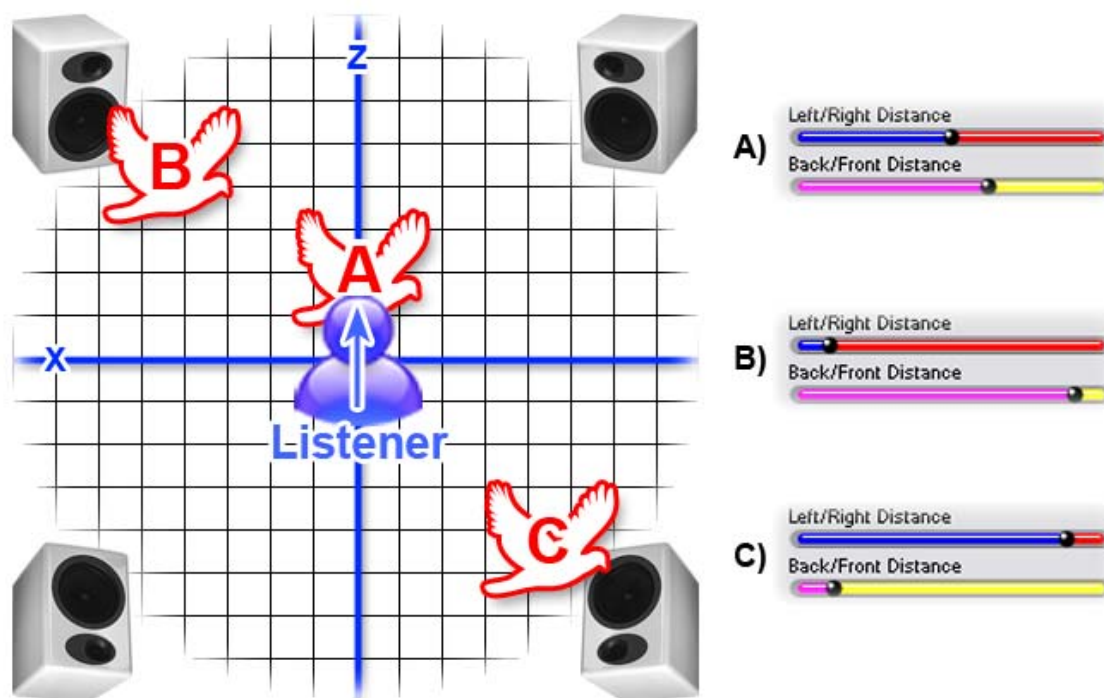 z
B
A
x
Listener
C
A)
Left/Right Distance
Back/Front Distance
B)
Left/Right Distance
Back/Front Distance
C)
Left/Right Distance
Back/Front Distance